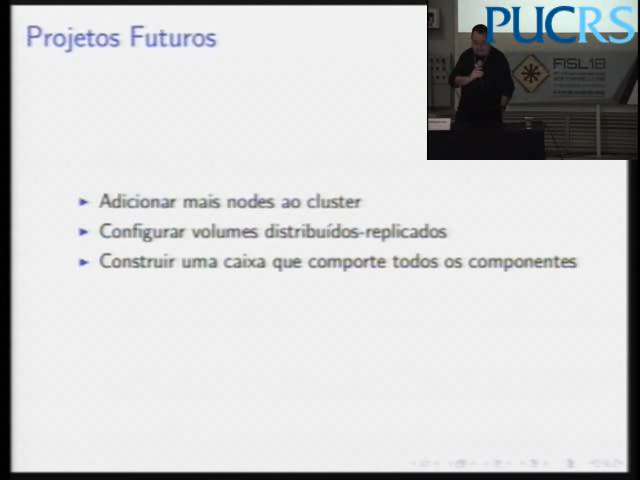 Projetos Futuros
PUCRS
FISL18
Adicionar mais nodes ao cluster
Configurar volumes distribuídos-replicados
Construir uma caixa que comporte todos os componentes